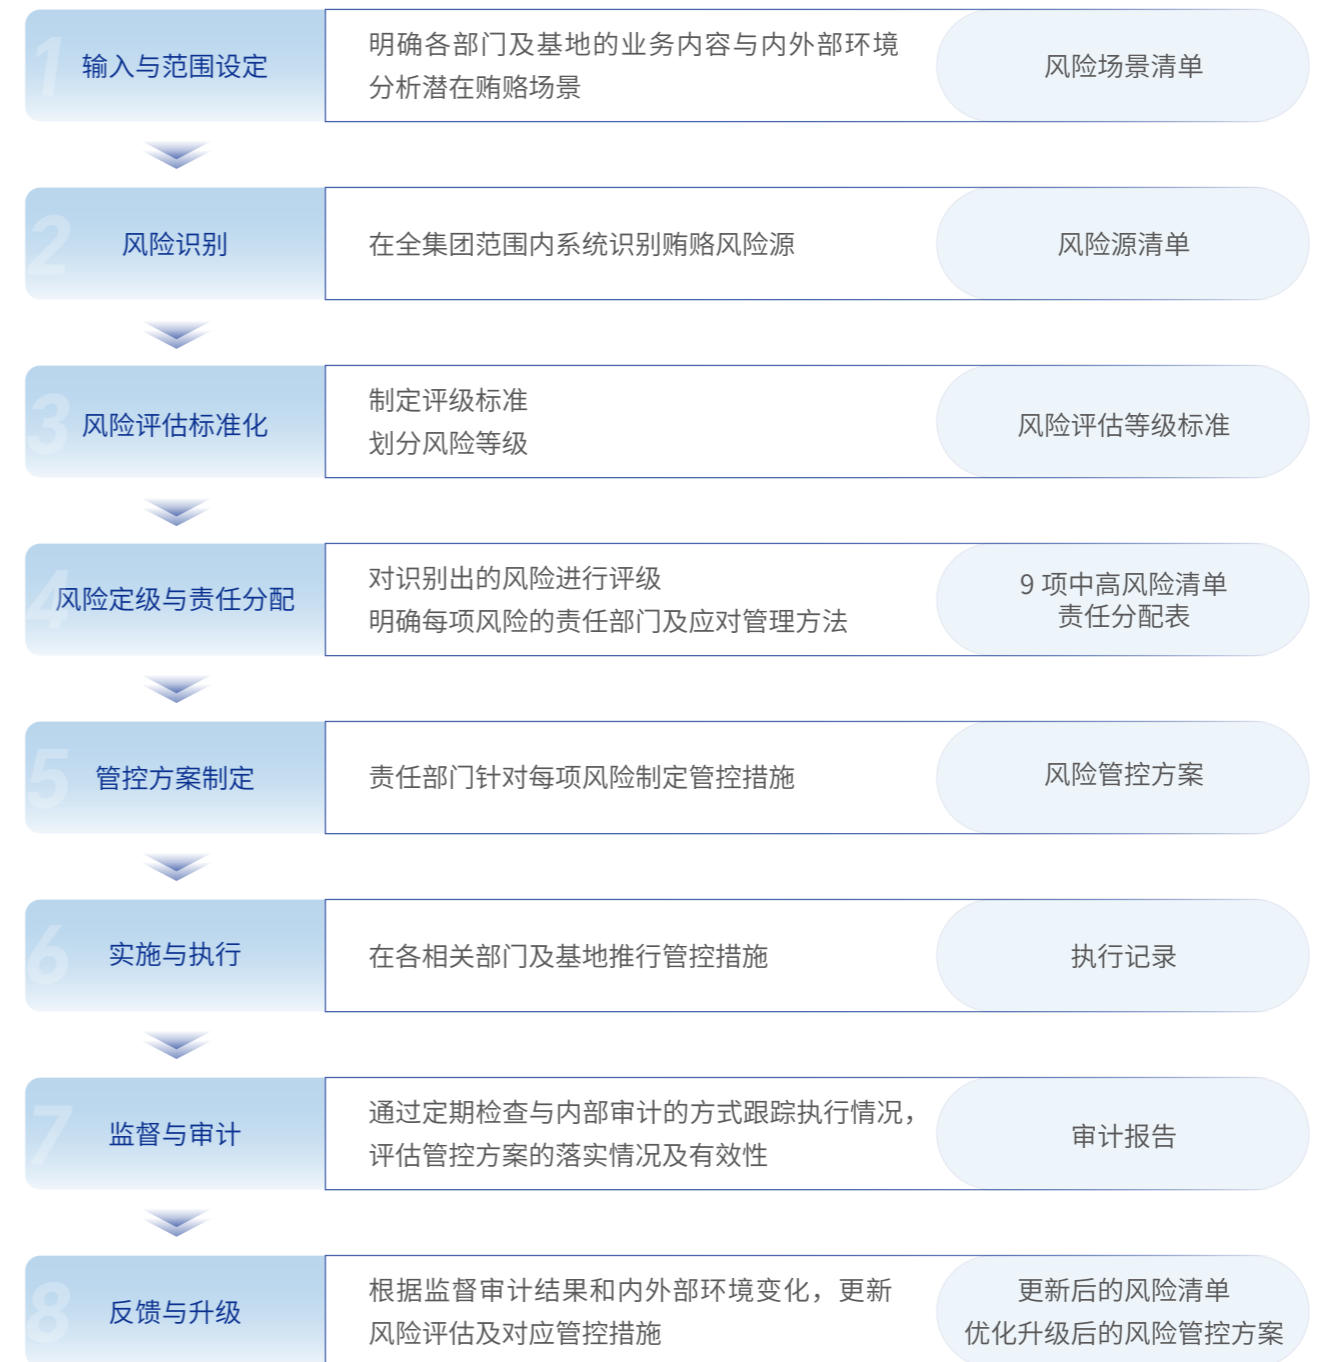 1
输入与范围设定
明确各部门及基地的业务内容与内外部环境
分析潜在贿赂场景
风险场景清单
2
风险识别
在全集团范围内系统识别贿赂风险源
风险源清单
3
风险评估标准化
制定评级标准
划分风险等级
风险评估等级标准
4
风险定级与责任分配
对识别出的风险进行评级
明确每项风险的责任部门及应对管理方法
9 项中高风险清单
责任分配表
5
管控方案制定
责任部门针对每项风险制定管控措施
风险管控方案
6
实施与执行
在各相关部门及基地推行管控措施
执行记录
7
监督与审计
通过定期检查与内部审计的方式跟踪执行情况，
评估管控方案的落实情况及有效性
审计报告
8
反馈与升级
根据监督审计结果和内外部环境变化，更新
风险评估及对应管控措施
更新后的风险清单
优化升级后的风险管控方案